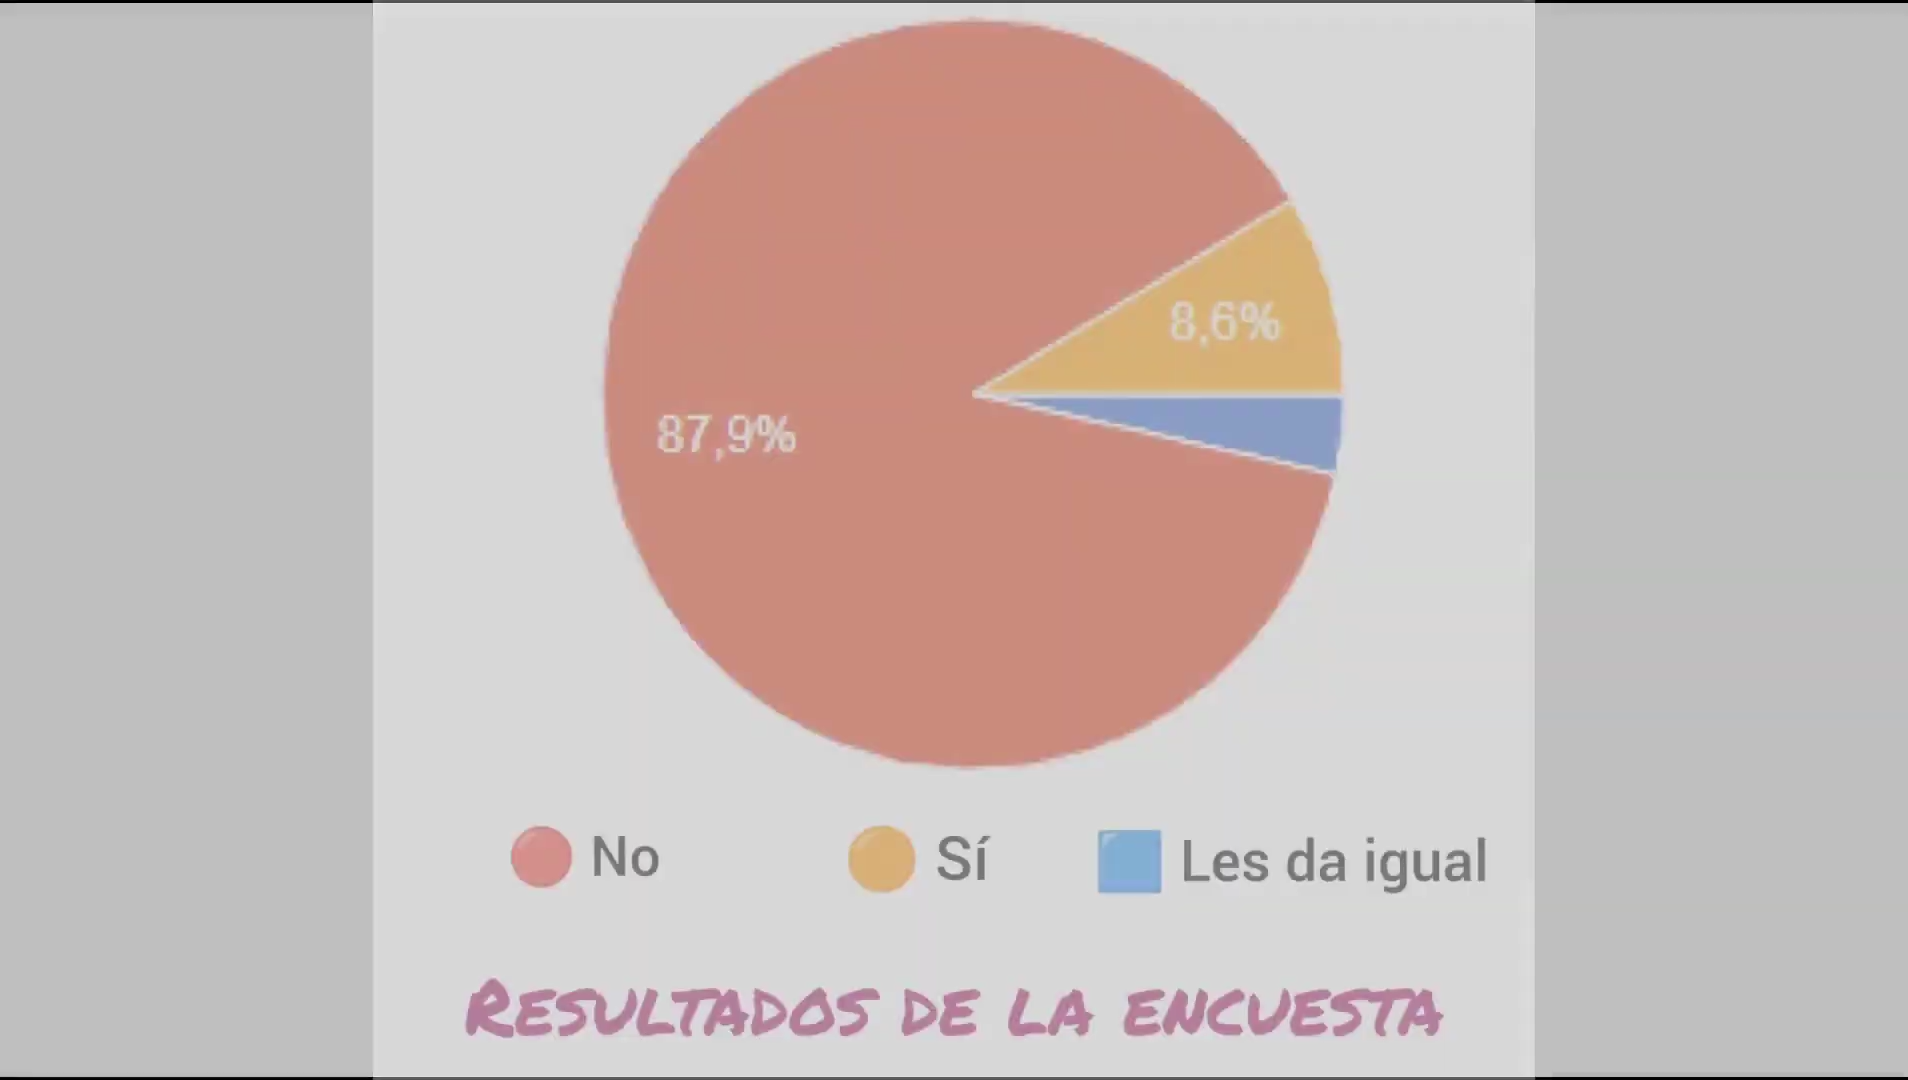 8,6%
87,9%
No
Sí
Les da igual
RESULTADOS DE LA ENCUESTA